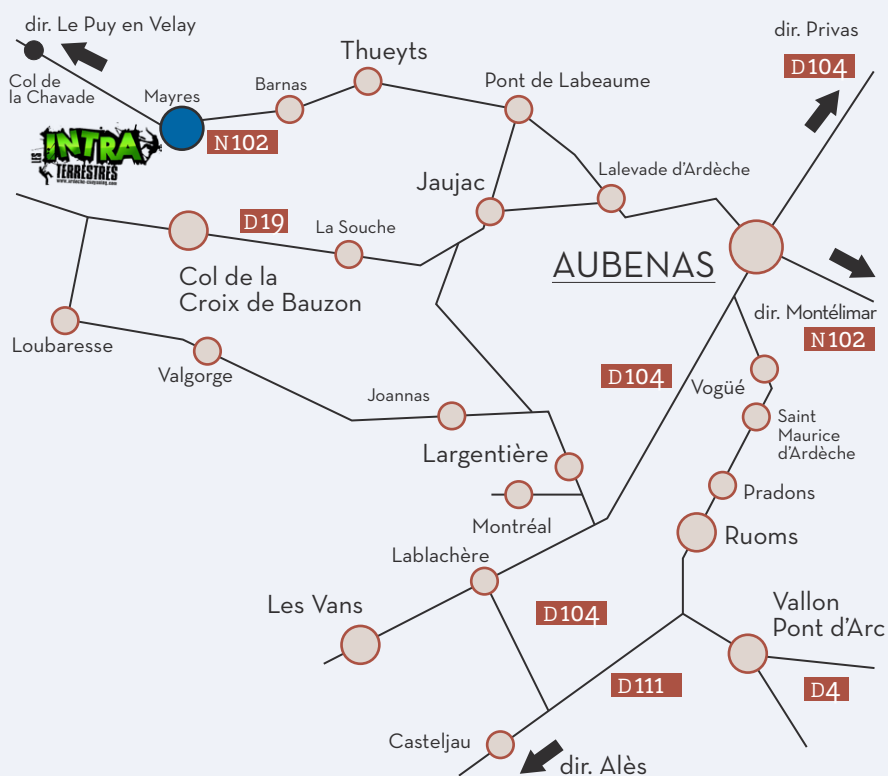 dir. Le Puy en Velay
dir. Privas
Thueyts
D104
Col de
la Chavade
Mayres
Barnas
Pont de Labeaume
N102
INTRA
TERRESTRES
Lalevade d'Ardèche
Jaujac
D19
La Souche
AUBENAS
Col de la
Croix de Bauzon
dir. Montélimar
N102
Loubaresse
Valgorge
D104
Vogüé
Joannas
Saint
Maurice
d'Ardèche
Largentière
Pradons
Montréal
Ruoms
Lablachère
Les Vans
D104
Vallon
Pont d'Arc
D111
D4
Casteljau
dir. Alès